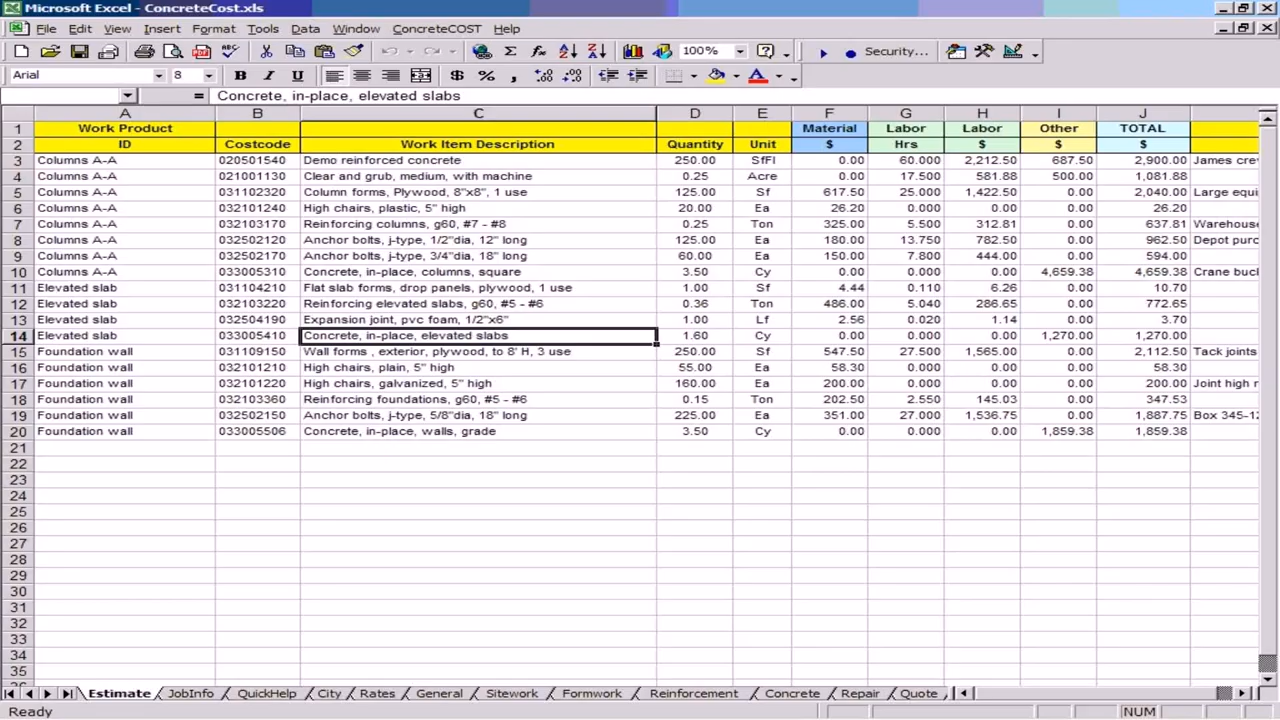 Microsoft Excel - ConcreteCost.xls
File Edit View Insert Format Tools Data Window ConcreteCOST Help
100% Security...
Arial 8 B I U $ % ,
= Concrete, in-place, elevated slabs
A B C D E F G H I J
1 Work Product Material Labor Labor Other TOTAL
2 ID Costcode Work Item Description Quantity Unit $ Hrs $ $ $
3 Columns A-A 020501540 Demo reinforced concrete 250.00 SfFl 0.00 60.000 2,212.50 687.50 2,900.00 James cre
4 Columns A-A 021001130 Clear and grub, medium, with machine 0.25 Acre 0.00 17.500 581.88 500.00 1,081.88
5 Columns A-A 031102320 Column forms, Plywood, 8"x8", 1 use 125.00 Sf 617.50 25.000 1,422.50 0.00 2,040.00 Large equi
6 Columns A-A 032101240 High chairs, plastic, 5" high 20.00 Ea 26.20 0.000 0.00 0.00 26.20
7 Columns A-A 032103170 Reinforcing columns, g60, #7 - #8 0.25 Ton 325.00 5.500 312.81 0.00 637.81 Warehouse
8 Columns A-A 032502120 Anchor bolts, j-type, 1/2"dia, 12" long 125.00 Ea 180.00 13.750 782.50 0.00 962.50 Depot purc
9 Columns A-A 032502170 Anchor bolts, j-type, 3/4"dia, 18" long 60.00 Ea 150.00 7.800 444.00 0.00 594.00
10 Columns A-A 033005310 Concrete, in-place, columns, square 3.50 Cy 0.00 0.000 0.00 4,659.38 4,659.38 Crane buck
11 Elevated slab 031104210 Flat slab forms, drop panels, plywood, 1 use 1.00 Sf 4.44 0.110 6.26 0.00 10.70
12 Elevated slab 032103220 Reinforcing elevated slabs, g60, #5 - #6 0.36 Ton 486.00 5.040 286.65 0.00 772.65
13 Elevated slab 032504190 Expansion joint, pvc foam, 1/2"x6" 1.00 Lf 2.56 0.020 1.14 0.00 3.70
14 Elevated slab 033005410 Concrete, in-place, elevated slabs 1.60 Cy 0.00 0.000 0.00 1,270.00 1,270.00
15 Foundation wall 031109150 Wall forms , exterior, plywood, to 8' H, 3 use 250.00 Sf 547.50 27.500 1,565.00 0.00 2,112.50 Tack joints
16 Foundation wall 032101210 High chairs, plain, 5" high 55.00 Ea 58.30 0.000 0.00 0.00 58.30
17 Foundation wall 032101220 High chairs, galvanized, 5" high 160.00 Ea 200.00 0.000 0.00 0.00 200.00 Joint high r
18 Foundation wall 032103360 Reinforcing foundations, g60, #5 - #6 0.15 Ton 202.50 2.550 145.03 0.00 347.53
19 Foundation wall 032502150 Anchor bolts, j-type, 5/8"dia, 18" long 225.00 Ea 351.00 27.000 1,536.75 0.00 1,887.75 Box 345-12
20 Foundation wall 033005506 Concrete, in-place, walls, grade 3.50 Cy 0.00 0.000 0.00 1,859.38 1,859.38
21
22
23
24
25
26
27
28
29
30
31
32
33
34
35
Estimate JobInfo QuickHelp City Rates General Sitework Formwork Reinforcement Concrete Repair Quote
Ready NUM